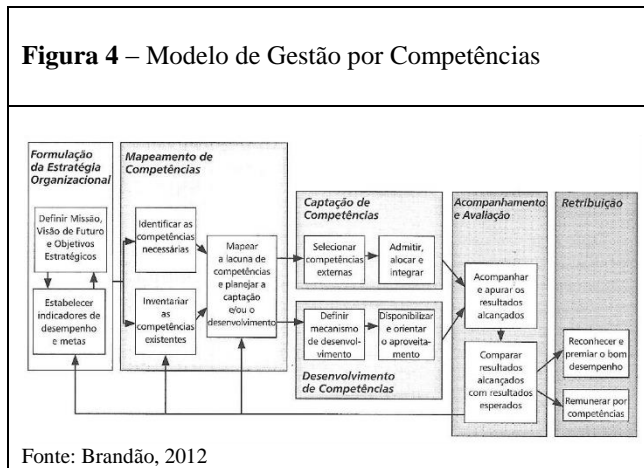 Figura 4 – Modelo de Gestão por Competências
Formulação
da Estratégia
Organizacional
Definir Missão,
Visão de Futuro
e Objetivos
Estratégicos
Estabelecer
indicadores de
desempenho
e metas
Mapeamento de
Competências
Identificar as
competências
necessárias
Inventariar
as
competências
existentes
Mapear
a lacuna de
competências
e planejar a
captação
e/ou o
desenvolvimento
Captação de
Competências
Selecionar
competências
externas
Admitir,
alocar e
integrar
Definir
mecanismo
de desenvol-
vimento
Disponibilizar
e orientar
o aproveita-
mento
Desenvolvimento
de Competências
Acompanhamento
e Avaliação
Acompanhar
e apurar os
resultados
alcançados
Comparar
resultados
alcançados
com resultados
esperados
Retribuição
Reconhecer e
premiar o bom
desempenho
Remunerar por
competências
Fonte: Brandão, 2012